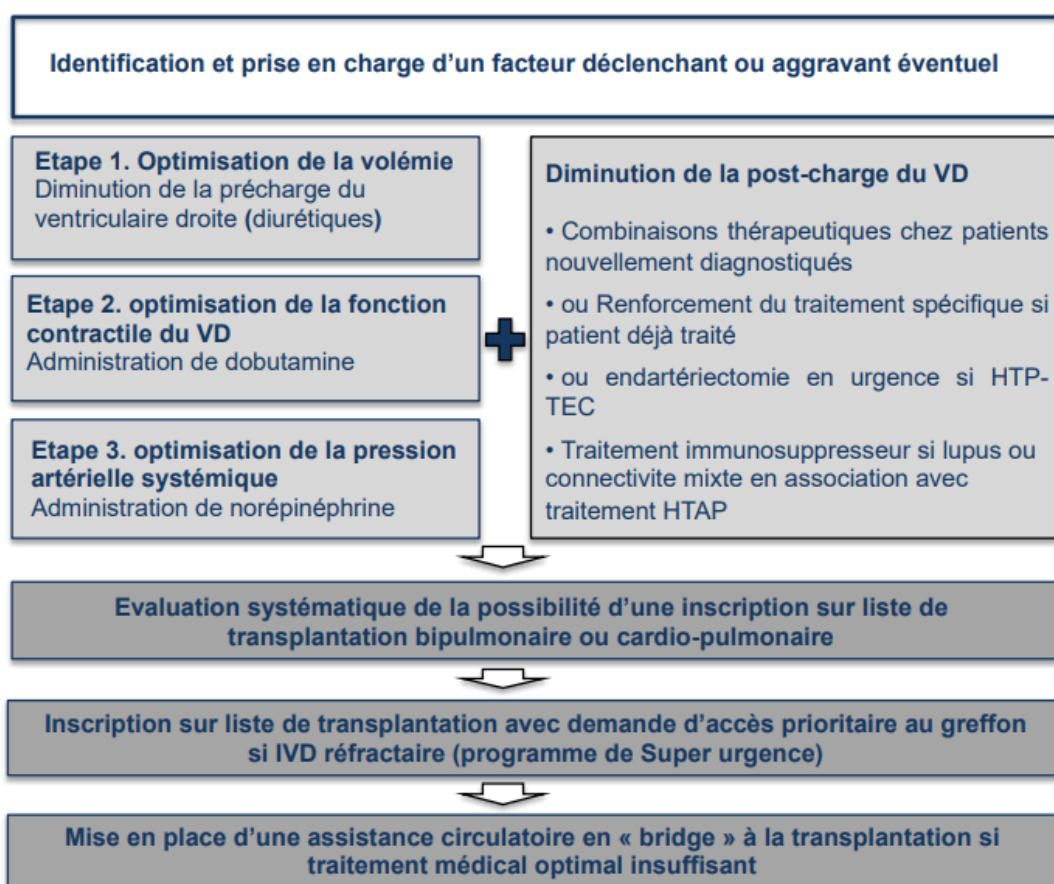 Identification et prise en charge d'un facteur déclenchant ou aggravant éventuel
Etape 1. Optimisation de la volémie
Diminution de la précharge du
ventriculaire droite (diurétiques)
Etape 2. optimisation de la fonction
contractile du VD
Administration de dobutamine
Etape 3. optimisation de la pression
artérielle systémique
Administration de norépinéphrine
Diminution de la post-charge du VD
• Combinaisons thérapeutiques chez patients
nouvellement diagnostiqués
• ou Renforcement du traitement spécifique si
patient déjà traité
• ou endartériectomie en urgence si HTP-
TEC
• Traitement immunosuppresseur si lupus ou
connectivite mixte en association avec
traitement HTAP
Evaluation systématique de la possibilité d'une inscription sur liste de
transplantation bipulmonaire ou cardio-pulmonaire
Inscription sur liste de transplantation avec demande d'accès prioritaire au greffon
si IVD réfractaire (programme de Super urgence)
Mise en place d'une assistance circulatoire en « bridge » à la transplantation si
traitement médical optimal insuffisant